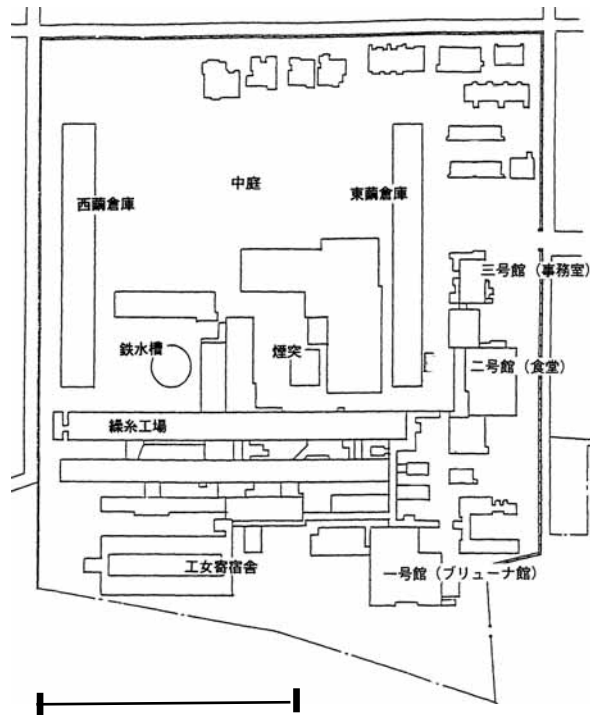 中庭
西繭倉庫
東繭倉庫
三号館（事務室）
鉄水槽
煙突
二号館（食堂）
繰糸工場
工女寄宿舎
一号館（ブリューナ館）